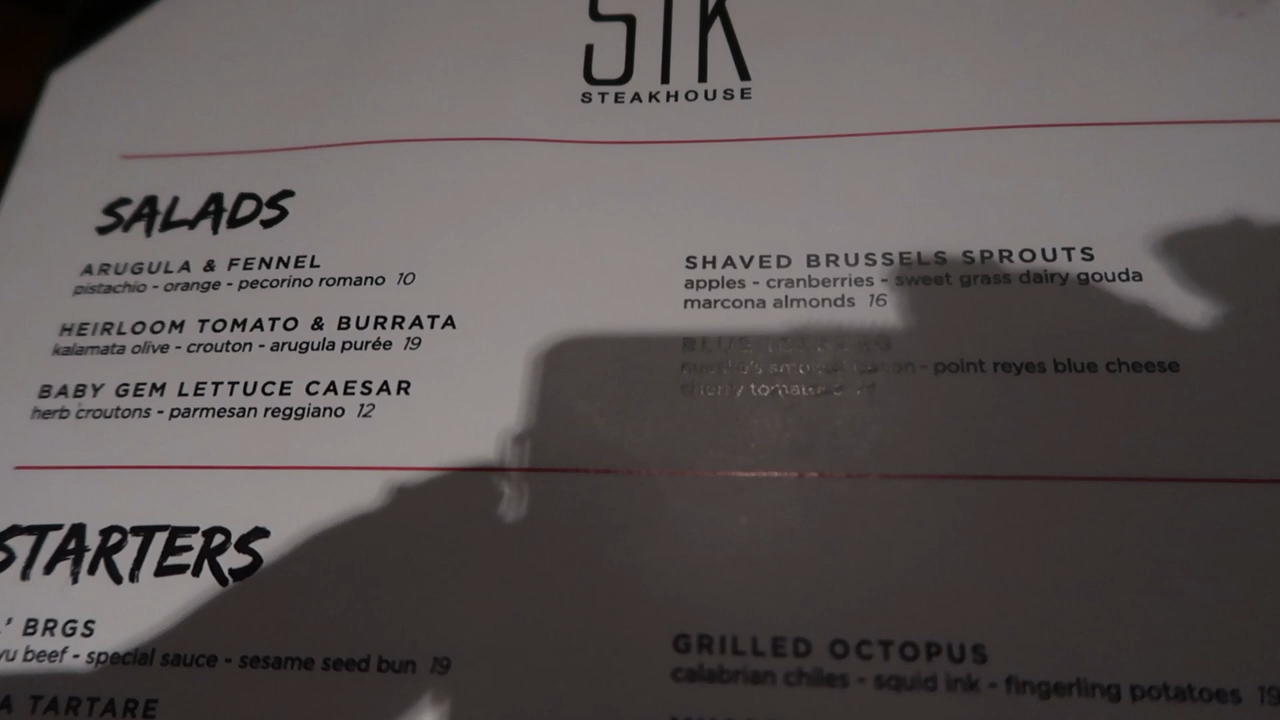 STK
STEAKHOUSE
SALADS
ARUGULA & FENNEL
pistachio - orange - pecorino romano 10
HEIRLOOM TOMATO & BURRATA
kalamata olive - crouton - arugula purée 19
BABY GEM LETTUCE CAESAR
herb croutons - parmesan reggiano 12
SHAVED BRUSSELS SPROUTS
apples - cranberries - sweet grass dairy gouda
marcona almonds 16
BLUE
- point reyes blue cheese
cherry
STARTERS
' BRGS
beef - special sauce - sesame seed bun 19
TARTARE
GRILLED OCTOPUS
calabrian chiles - squid ink - fingerling potatoes 19